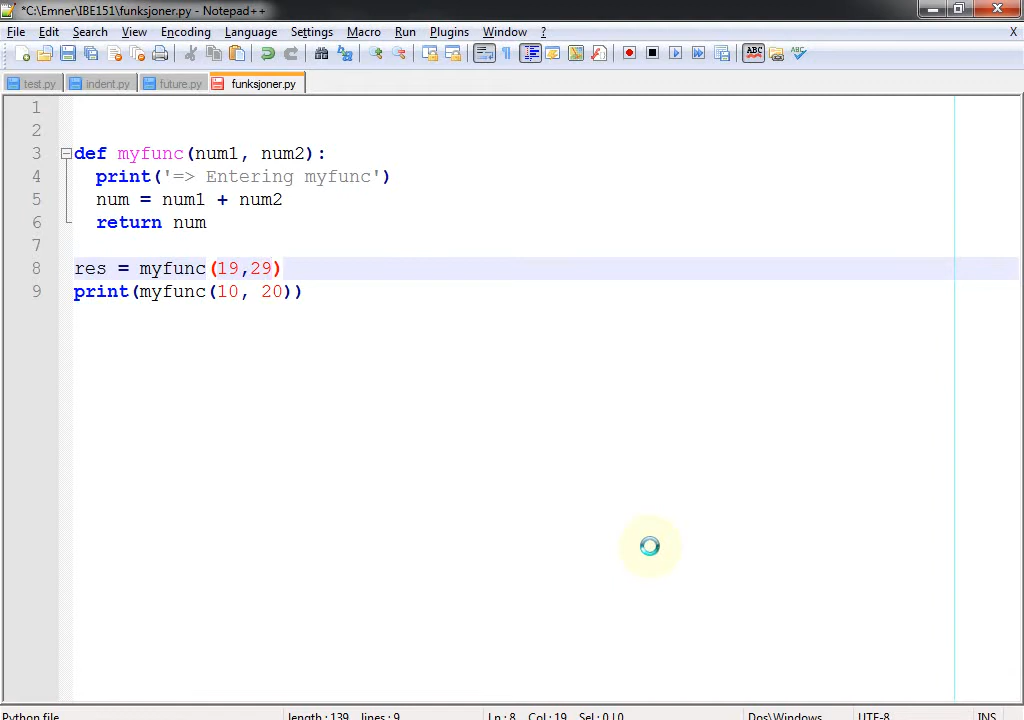 *C:\Emner\IBE151\funksjoner.py - Notepad++
File Edit Search View Encoding Language Settings Macro Run Plugins Window ? X
ABC ABC
test.py indent.py future.py funksjoner.py
1
2
3 def myfunc(num1, num2):
4 print('=> Entering myfunc')
5 num = num1 + num2
6 return num
7
8 res = myfunc(19,29)
9 print(myfunc(10, 20))
Python file length : 139 lines : 9 Ln : 8 Col : 19 Sel : 0 | 0 Dos\Windows UTF-8 INS